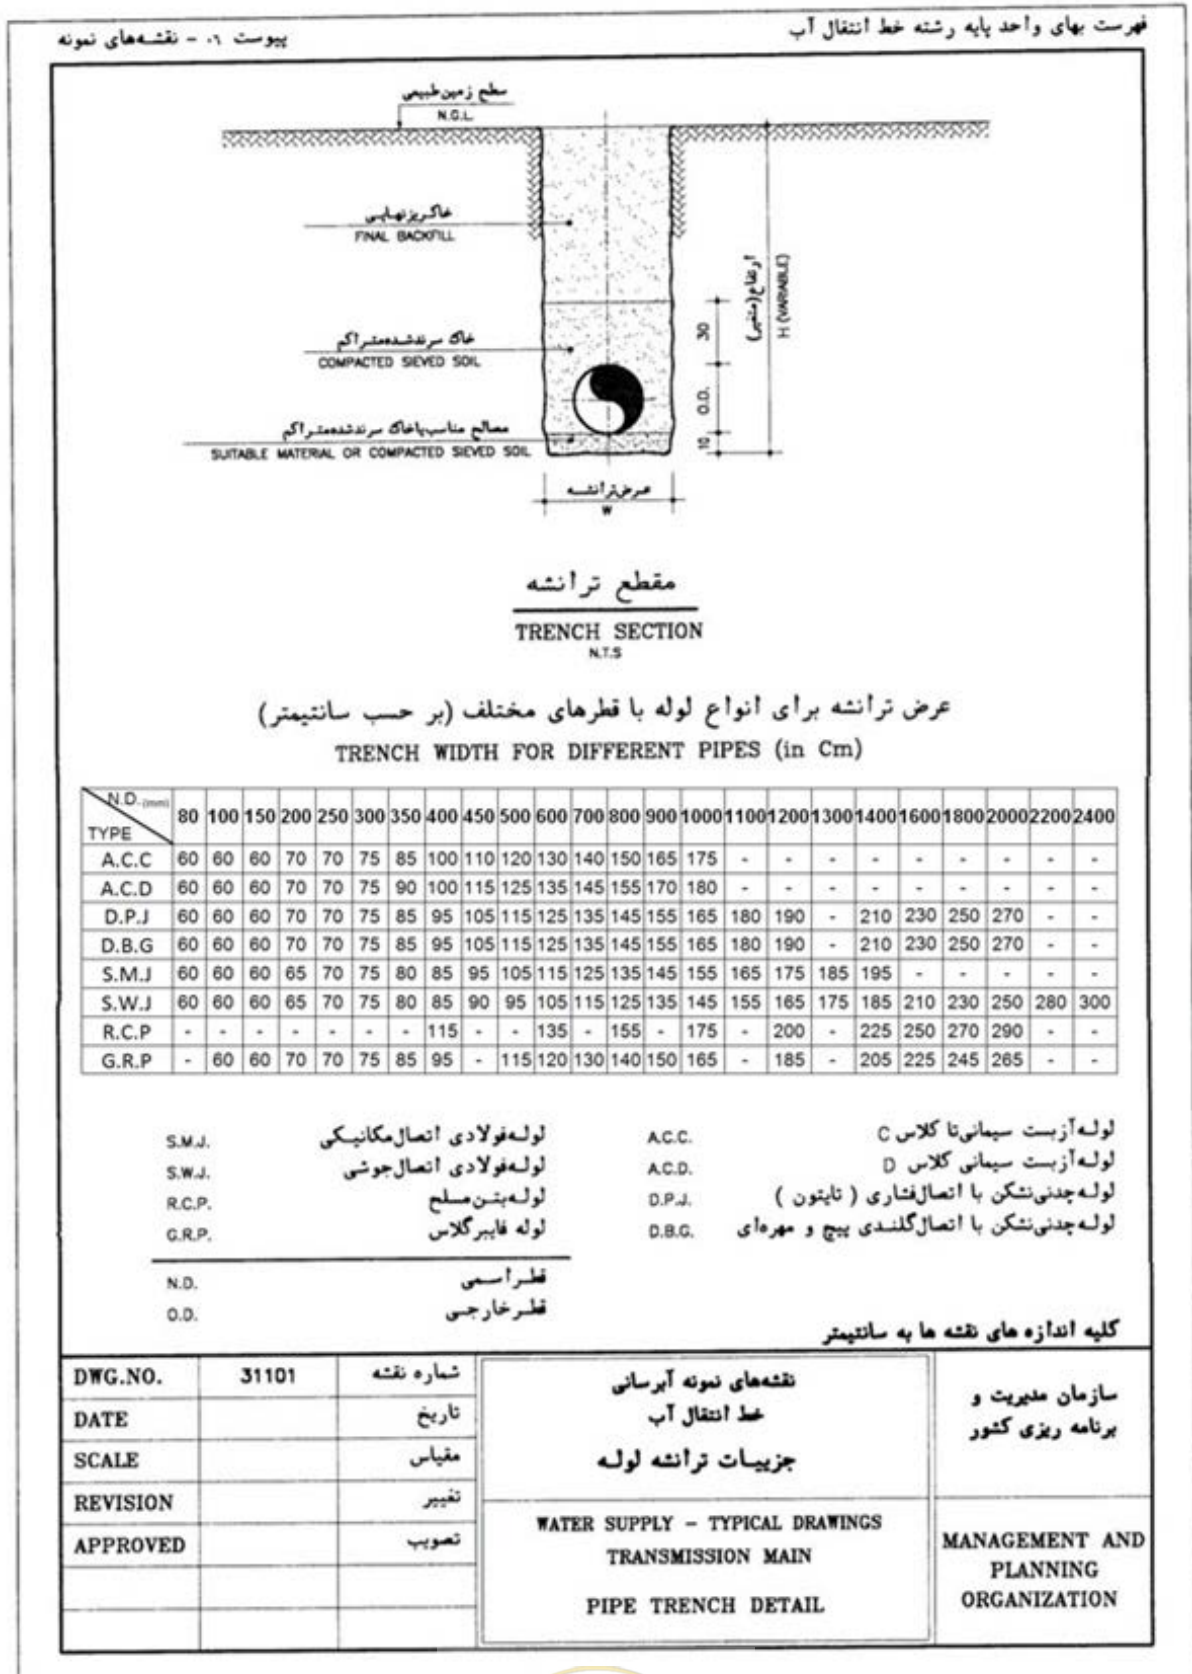 فهرست بهای واحد پایه رشته خط انتقال آب
پیوست ۰۶ - نقشه‌های نمونه
سطح زمین طبیعی
N.G.L.
خاکریز نهایی
FINAL BACKFILL
خاک سرند شده متراکم
COMPACTED SIEVED SOIL
مصالح مناسب یا خاک سرند شده متراکم
SUITABLE MATERIAL OR COMPACTED SIEVED SOIL
30
O.D.
10
ارتفاع (متغیر)
H (VARIABLE)
عرض ترانشه
W
مقطع ترانشه
TRENCH SECTION
N.T.S
عرض ترانشه برای انواع لوله با قطرهای مختلف (بر حسب سانتیمتر)
TRENCH WIDTH FOR DIFFERENT PIPES (in Cm)
N.D. (mm) TYPE 80 100 150 200 250 300 350 400 450 500 600 700 800 900 1000 1100 1200 1300 1400 1600 1800 2000 2200 2400
A.C.C 60 60 60 70 70 75 85 100 110 120 130 140 150 165 175 - - - - - - - - -
A.C.D 60 60 60 70 70 75 90 100 115 125 135 145 155 170 180 - - - - - - - - -
D.P.J 60 60 60 70 70 75 85 95 105 115 125 135 145 155 165 180 190 - 210 230 250 270 - -
D.B.G 60 60 60 70 70 75 85 95 105 115 125 135 145 155 165 180 190 - 210 230 250 270 - -
S.M.J 60 60 60 65 70 75 80 85 95 105 115 125 135 145 155 165 175 185 195 - - - - -
S.W.J 60 60 60 65 70 75 80 85 90 95 105 115 125 135 145 155 165 175 185 210 230 250 280 300
R.C.P - - - - - - - 115 - - 135 - 155 - 175 - 200 - 225 250 270 290 - -
G.R.P - 60 60 70 70 75 85 95 - 115 120 130 140 150 165 - 185 - 205 225 245 265 - -
لوله آزبست سیمانی تا کلاس C A.C.C.
لوله آزبست سیمانی کلاس D A.C.D.
لوله چدنی نشکن با اتصال فشاری ( تایتون ) D.P.J.
لوله چدنی نشکن با اتصال گلندی پیچ و مهره‌ای D.B.G.
لوله فولادی اتصال مکانیکی S.M.J.
لوله فولادی اتصال جوشی S.W.J.
لوله بتن مسلح R.C.P.
لوله فایبر گلاس G.R.P.
قطر اسمی N.D.
قطر خارجی O.D.
کلیه اندازه های نقشه ها به سانتیمتر
DWG.NO. 31101 شماره نقشه
DATE تاریخ
SCALE مقیاس
REVISION تغییر
APPROVED تصویب
نقشه‌های نمونه آبرسانی
خط انتقال آب
جزییات ترانشه لوله
WATER SUPPLY - TYPICAL DRAWINGS
TRANSMISSION MAIN
PIPE TRENCH DETAIL
سازمان مدیریت و
برنامه ریزی کشور
MANAGEMENT AND
PLANNING
ORGANIZATION